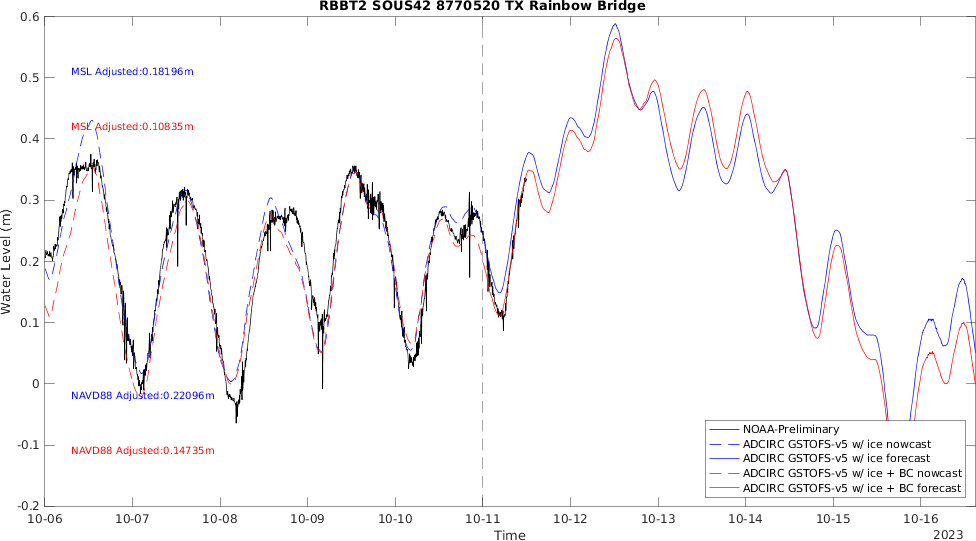 RBBT2 SOUS42 8770520 TX Rainbow Bridge
0.6
0.5
0.4
0.3
0.2
0.1
0
-0.1
-0.2
Water Level (m)
MSL Adjusted:0.18196m
MSL Adjusted:0.10835m
NAVD88 Adjusted:0.22096m
NAVD88 Adjusted:0.14735m
NOAA-Preliminary
ADCIRC GSTOFS-v5 w/ ice nowcast
ADCIRC GSTOFS-v5 w/ ice forecast
ADCIRC GSTOFS-v5 w/ ice + BC nowcast
ADCIRC GSTOFS-v5 w/ ice + BC forecast
10-06 10-07 10-08 10-09 10-10 10-11 10-12 10-13 10-14 10-15 10-16
Time
2023